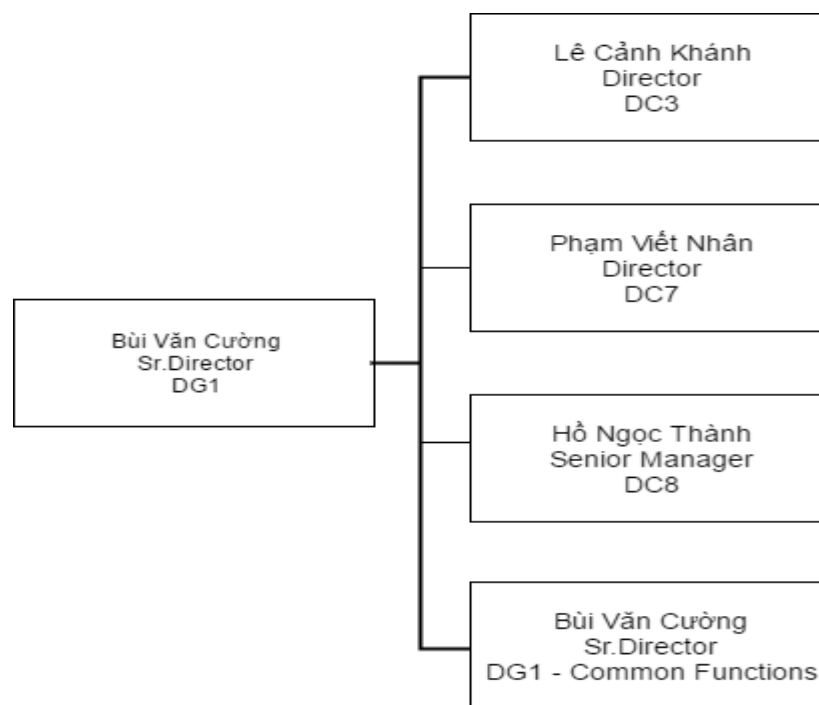 Lê Cảnh Khánh
Director
DC3
Phạm Viết Nhân
Director
DC7
Bùi Văn Cường
Sr.Director
DG1
Hồ Ngọc Thành
Senior Manager
DC8
Bùi Văn Cường
Sr.Director
DG1 - Common Functions